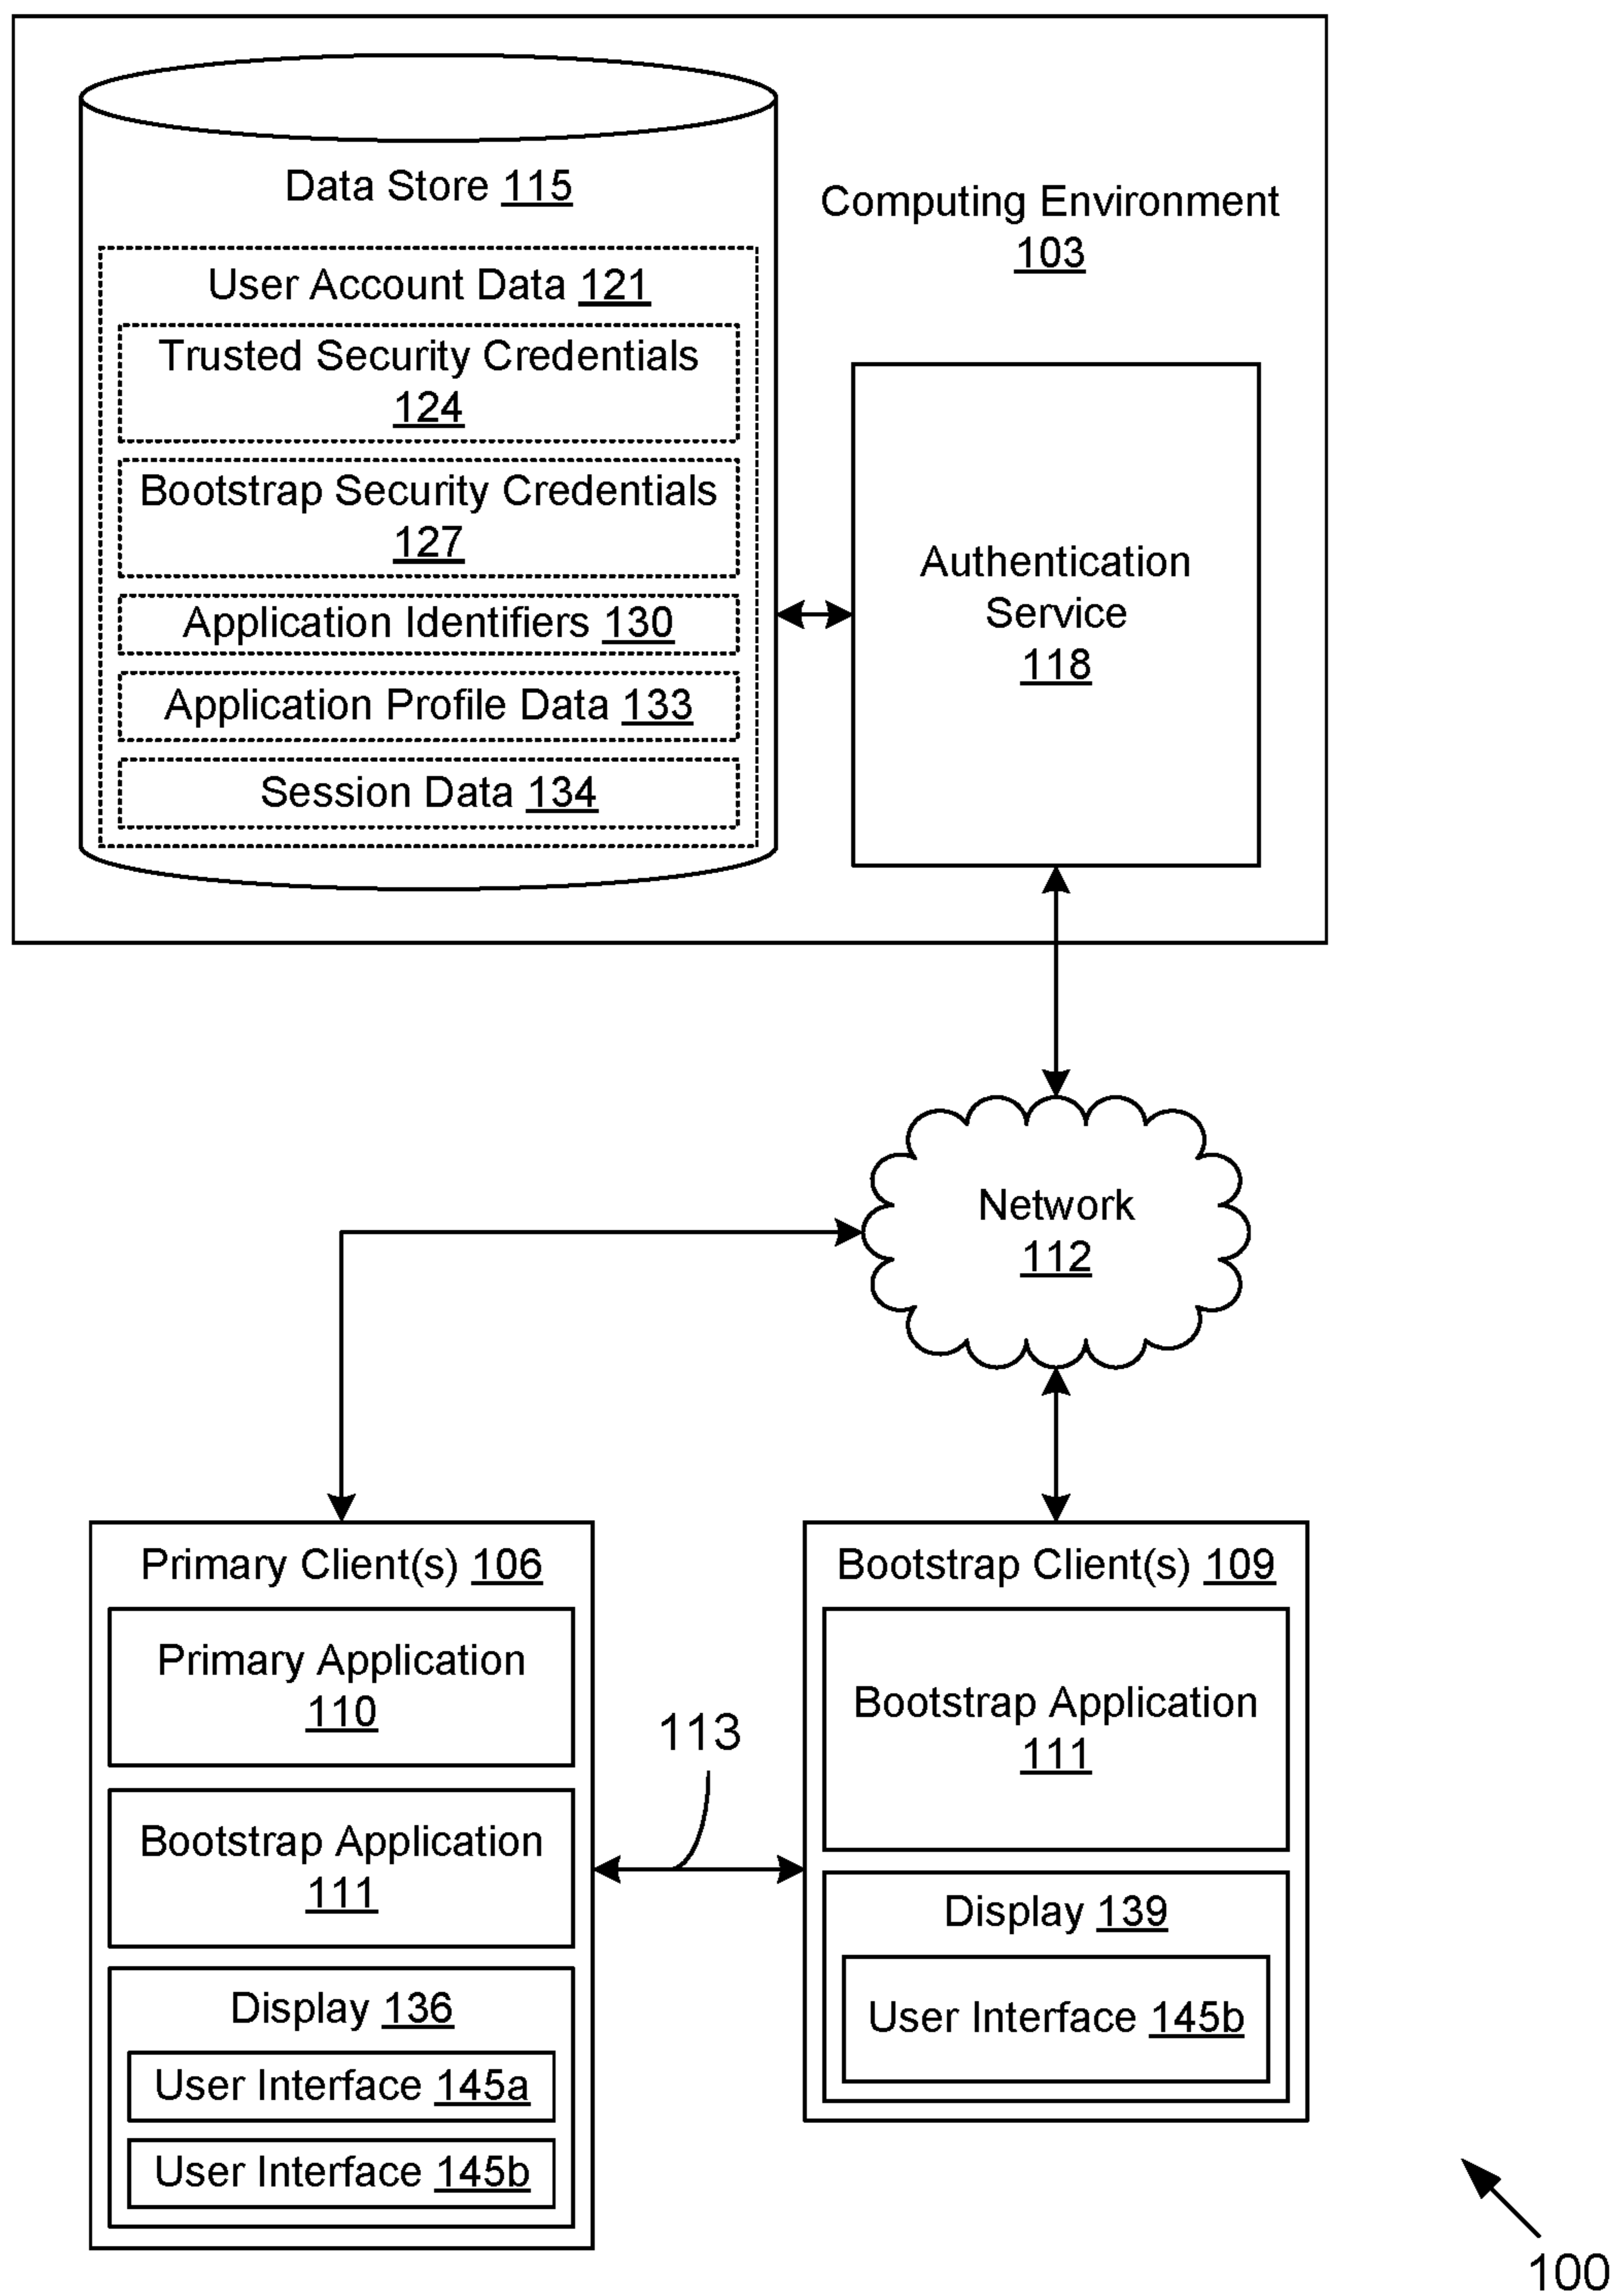 Data Store 115
Computing Environment
103
User Account Data 121
Trusted Security Credentials
124
Bootstrap Security Credentials
127
Application Identifiers 130
Application Profile Data 133
Session Data 134
Authentication
Service
118
Network
112
Primary Client(s) 106
Primary Application
110
Bootstrap Application
111
Display 136
User Interface 145a
User Interface 145b
113
Bootstrap Client(s) 109
Bootstrap Application
111
Display 139
User Interface 145b
100